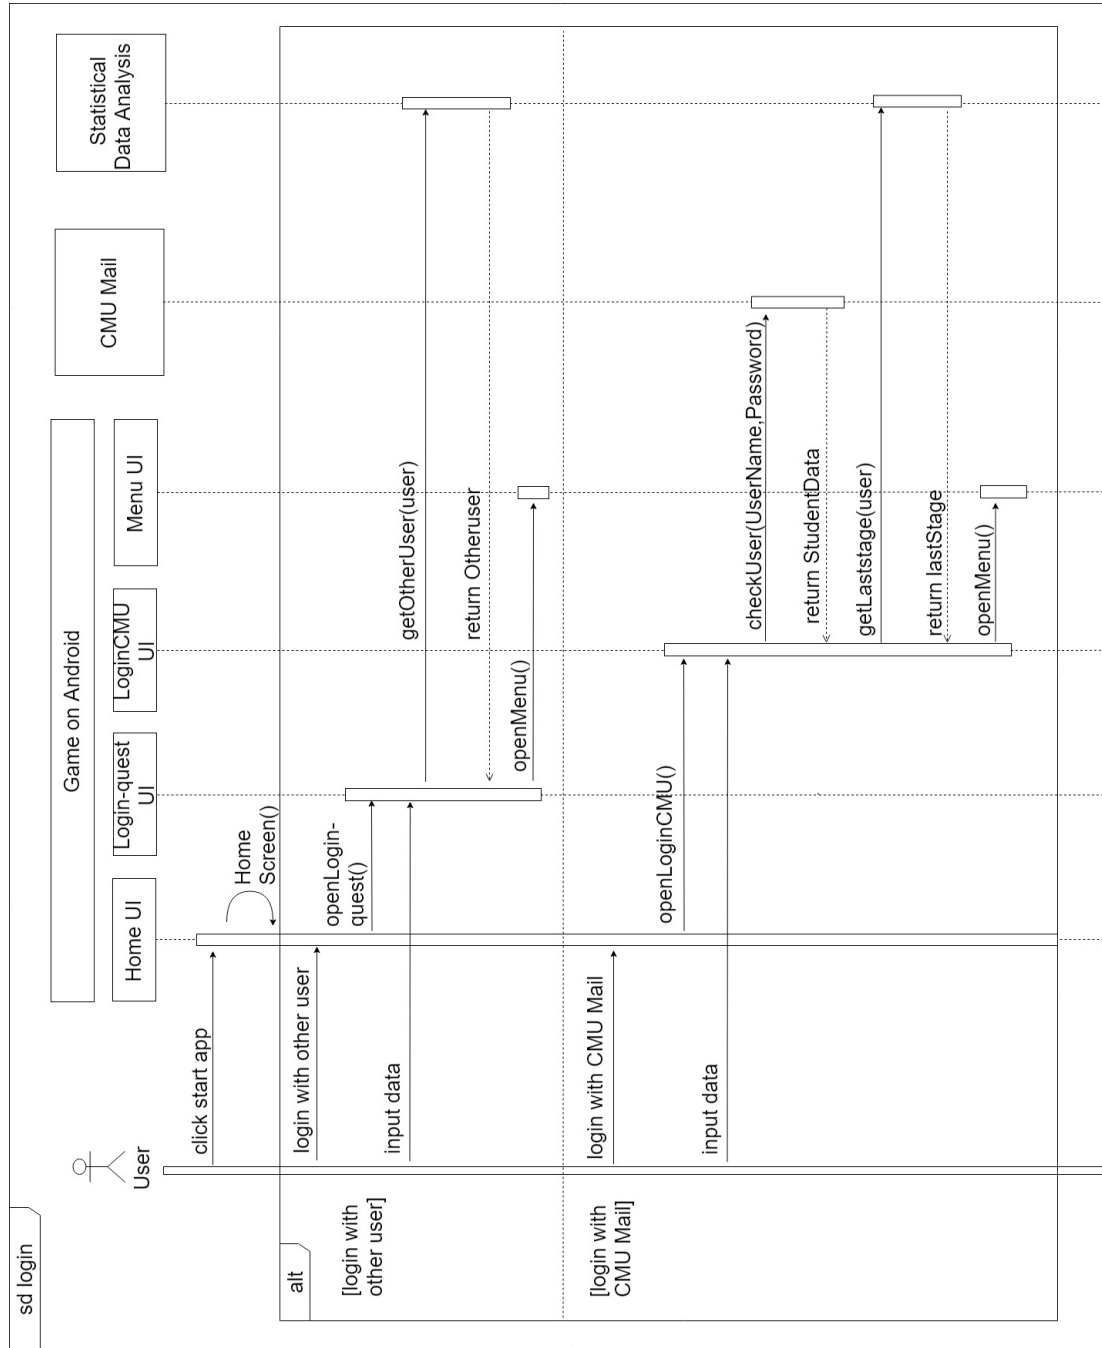 sd login
User
Game on Android
Home UI
Login-quest
UI
LoginCMU
UI
Menu UI
CMU Mail
Statistical
Data Analysis
click start app
Home
Screen()
alt
[login with
other user]
login with other user
openLogin-
quest()
input data
getOtherUser(user)
return Otheruser
openMenu()
[login with
CMU Mail]
login with CMU Mail
openLoginCMU()
input data
checkUser(UserName,Password)
return StudentData
getLaststage(user)
return lastStage
openMenu()